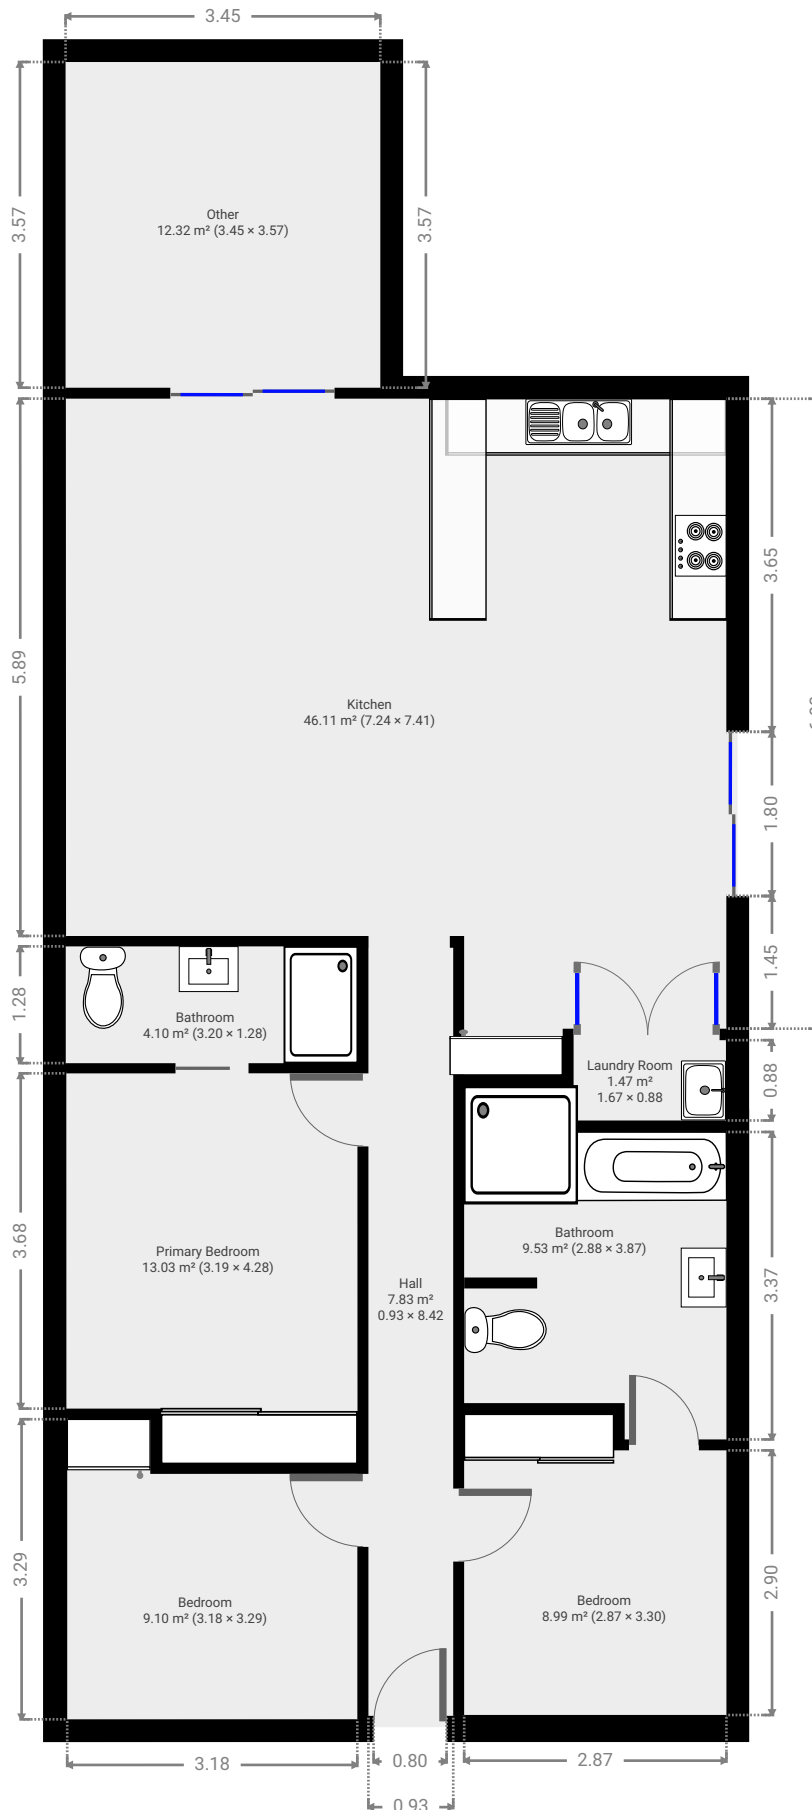 3.45
3.57
3.57
Other
12.32 m² (3.45 × 3.57)
5.89
3.65
Kitchen
46.11 m² (7.24 × 7.41)
1.80
1.45
1.28
Bathroom
4.10 m² (3.20 × 1.28)
Laundry Room
1.47 m²
1.67 × 0.88
0.88
3.68
Primary Bedroom
13.03 m² (3.19 × 4.28)
Bathroom
9.53 m² (2.88 × 3.87)
Hall
7.83 m²
0.93 × 8.42
3.37
3.29
Bedroom
9.10 m² (3.18 × 3.29)
Bedroom
8.99 m² (2.87 × 3.30)
2.90
3.18
0.80
2.87
0.93